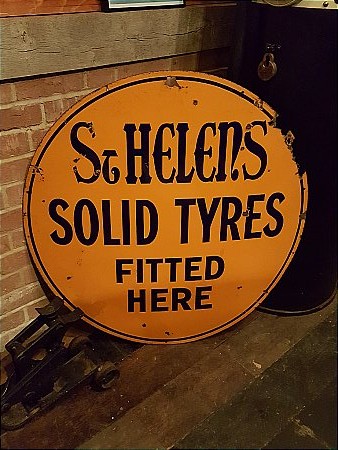 St HELENS
SOLID TYRES
FITTED
HERE